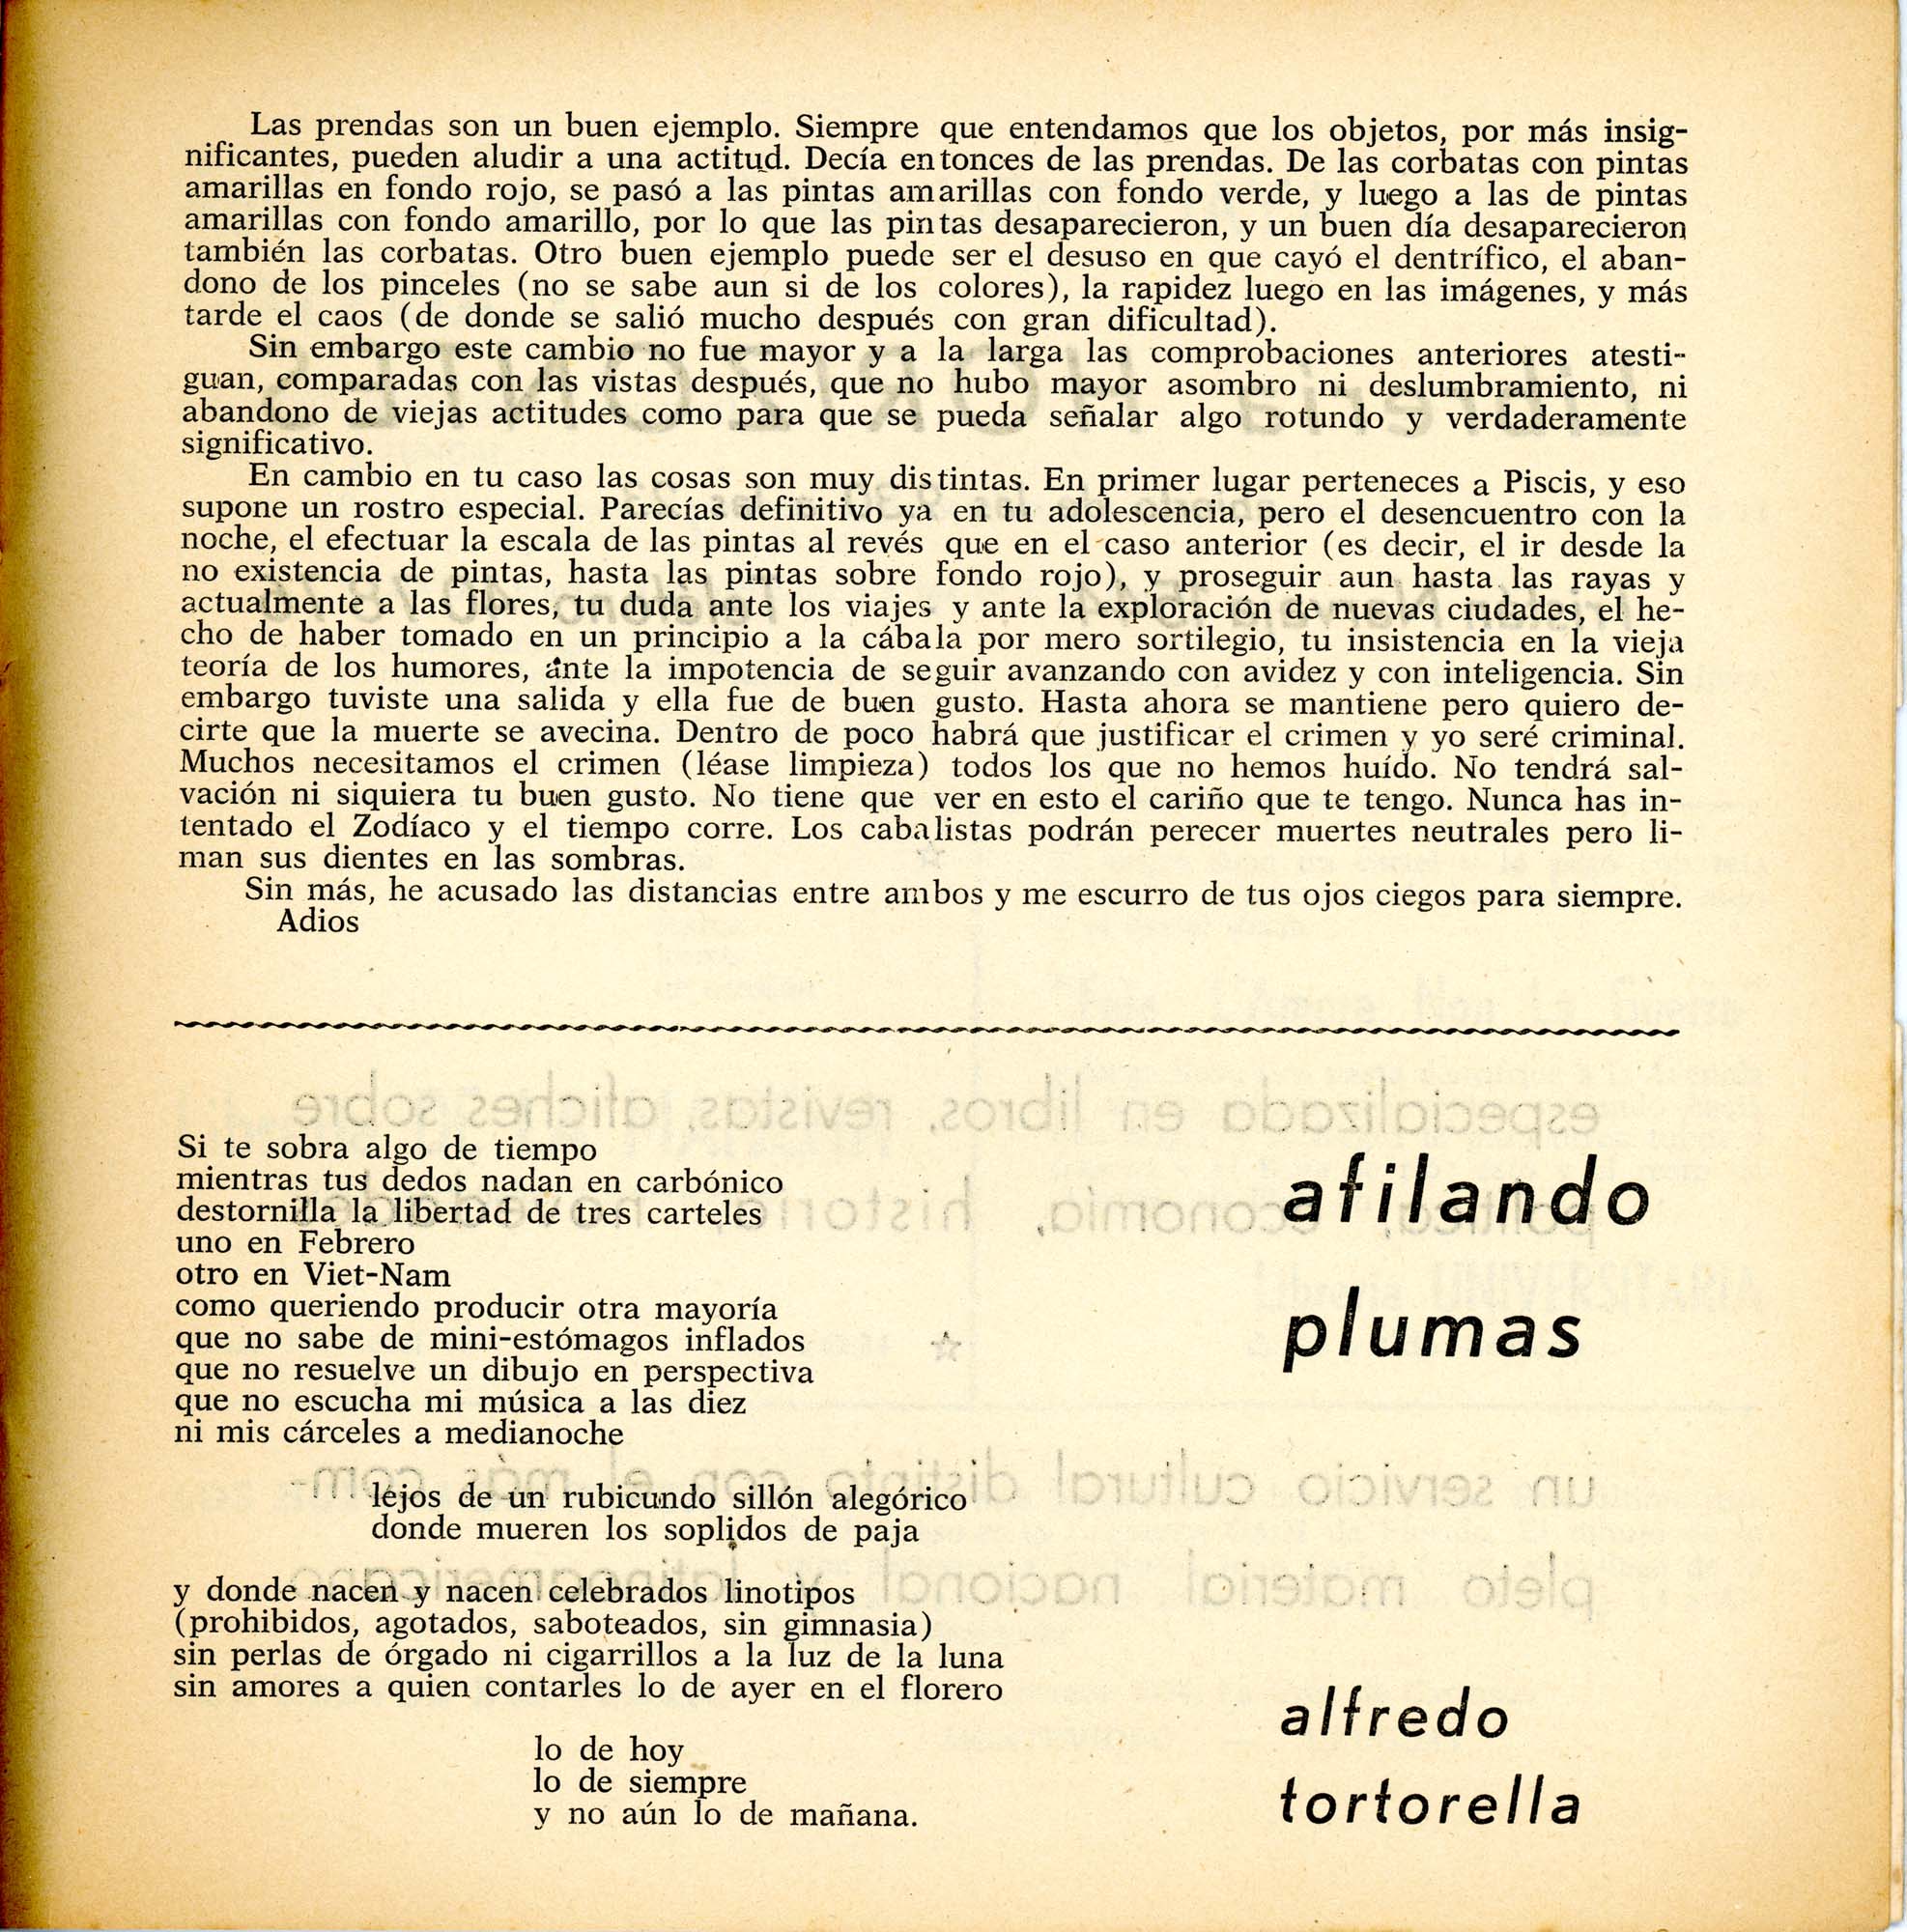 Las prendas son un buen ejemplo. Siempre que entendamos que los objetos, por más insig-
nificantes, pueden aludir a una actitud. Decía entonces de las prendas. De las corbatas con pintas
amarillas en fondo rojo, se pasó a las pintas amarillas con fondo verde, y luego a las de pintas
amarillas con fondo amarillo, por lo que las pintas desaparecieron, y un buen día desaparecieron
también las corbatas. Otro buen ejemplo puede ser el desuso en que cayó el dentrífico, el aban-
dono de los pinceles (no se sabe aun si de los colores), la rapidez luego en las imágenes, y más
tarde el caos (de donde se salió mucho después con gran dificultad).
Sin embargo este cambio no fue mayor y a la larga las comprobaciones anteriores atesti-
guan, comparadas con las vistas después, que no hubo mayor asombro ni deslumbramiento, ni
abandono de viejas actitudes como para que se pueda señalar algo rotundo y verdaderamente
significativo.
En cambio en tu caso las cosas son muy distintas. En primer lugar perteneces a Piscis, y eso
supone un rostro especial. Parecías definitivo ya en tu adolescencia, pero el desencuentro con la
noche, el efectuar la escala de las pintas al revés que en el caso anterior (es decir, el ir desde la
no existencia de pintas, hasta las pintas sobre fondo rojo), y proseguir aun hasta las rayas y
actualmente a las flores, tu duda ante los viajes y ante la exploración de nuevas ciudades, el he-
cho de haber tomado en un principio a la cábala por mero sortilegio, tu insistencia en la vieja
teoría de los humores, ante la impotencia de seguir avanzando con avidez y con inteligencia. Sin
embargo tuviste una salida y ella fue de buen gusto. Hasta ahora se mantiene pero quiero de-
cirte que la muerte se avecina. Dentro de poco habrá que justificar el crimen y yo seré criminal.
Muchos necesitamos el crimen (léase limpieza) todos los que no hemos huído. No tendrá sal-
vación ni siquiera tu buen gusto. No tiene que ver en esto el cariño que te tengo. Nunca has in-
tentado el Zodíaco y el tiempo corre. Los cabalistas podrán perecer muertes neutrales pero li-
man sus dientes en las sombras.
Sin más, he acusado las distancias entre ambos y me escurro de tus ojos ciegos para siempre.
Adios
afilando
plumas
Si te sobra algo de tiempo
mientras tus dedos nadan en carbónico
destornilla la libertad de tres carteles
uno en Febrero
otro en Viet-Nam
como queriendo producir otra mayoría
que no sabe de mini-estómagos inflados
que no resuelve un dibujo en perspectiva
que no escucha mi música a las diez
ni mis cárceles a medianoche
lejos de un rubicundo sillón alegórico
donde mueren los soplidos de paja
y donde nacen y nacen celebrados linotipos
(prohibidos, agotados, saboteados, sin gimnasia)
sin perlas de órgado ni cigarrillos a la luz de la luna
sin amores a quien contarles lo de ayer en el florero
lo de hoy
lo de siempre
y no aún lo de mañana.
alfredo
tortorella